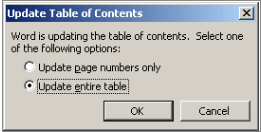 Update Table of Contents
Word is updating the table of contents. Select one
of the following options:
Update page numbers only
Update entire table
OK Cancel